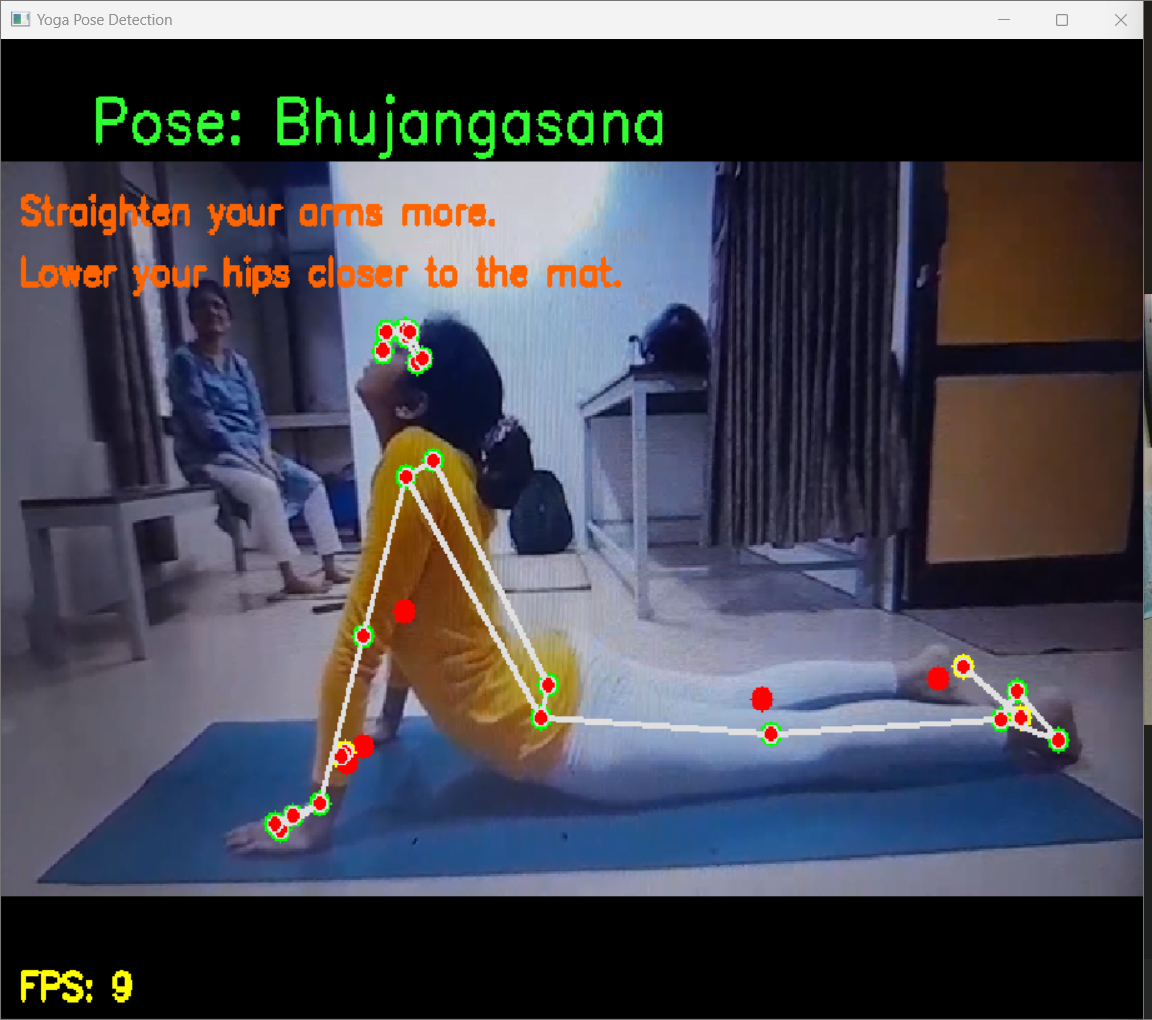 Yoga Pose Detection
Pose: Bhujangasana
Straighten your arms more.
Lower your hips closer to the mat.
FPS: 9